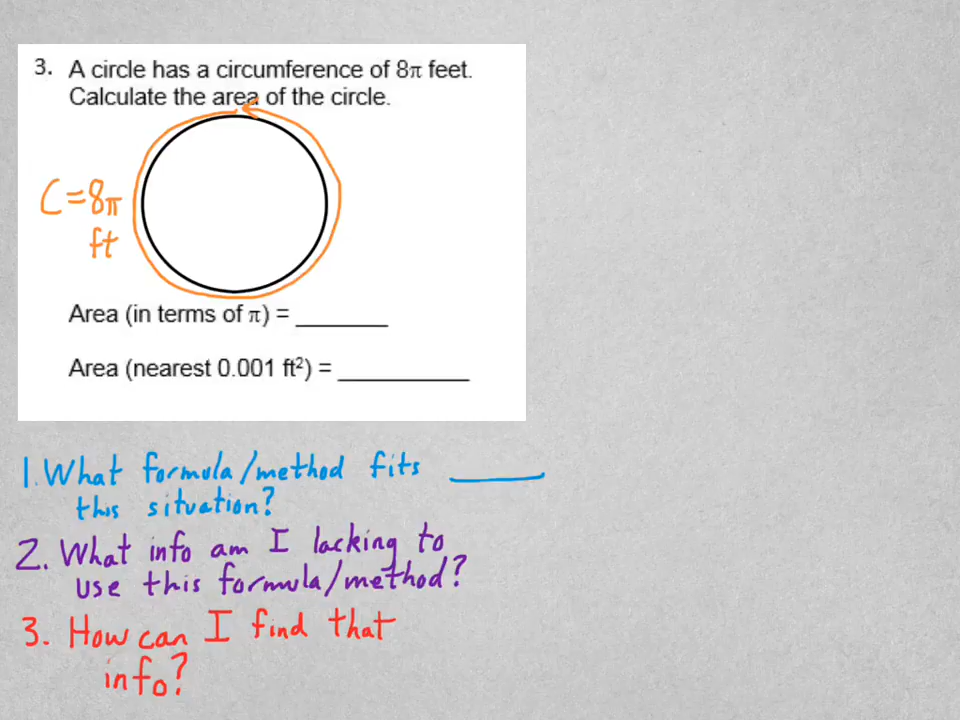 3. A circle has a circumference of 8π feet.
Calculate the area of the circle.
C=8π
ft
Area (in terms of π) = _______
Area (nearest 0.001 ft²) = __________
1. What formula/method fits _____
this situation?
2. What info am I lacking to
use this formula/method?
3. How can I find that
info?